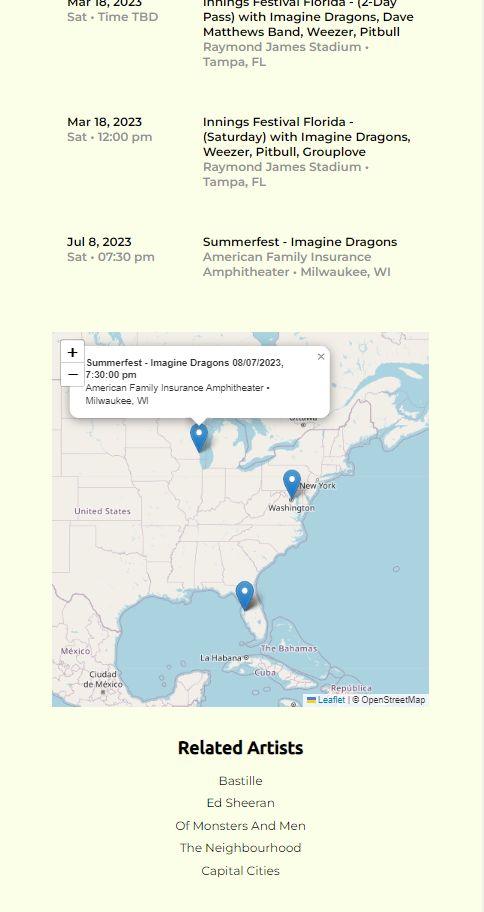 Mar 18, 2023
Innings Festival Florida - (2-Day
Sat • Time TBD
Pass) with Imagine Dragons, Dave
Matthews Band, Weezer, Pitbull
Raymond James Stadium •
Tampa, FL
Mar 18, 2023
Innings Festival Florida -
Sat • 12:00 pm
(Saturday) with Imagine Dragons,
Weezer, Pitbull, Grouplove
Raymond James Stadium •
Tampa, FL
Jul 8, 2023
Summerfest - Imagine Dragons
Sat • 07:30 pm
American Family Insurance
Amphitheater • Milwaukee, WI
+
−
Summerfest - Imagine Dragons 08/07/2023,
7:30:00 pm
American Family Insurance Amphitheater •
Milwaukee, WI
×
Ottawa
New York
Washington
United States
The Bahamas
La Habana
Cuba
México
Ciudad
de México
República
Leaflet | © OpenStreetMap
Related Artists
Bastille
Ed Sheeran
Of Monsters And Men
The Neighbourhood
Capital Cities